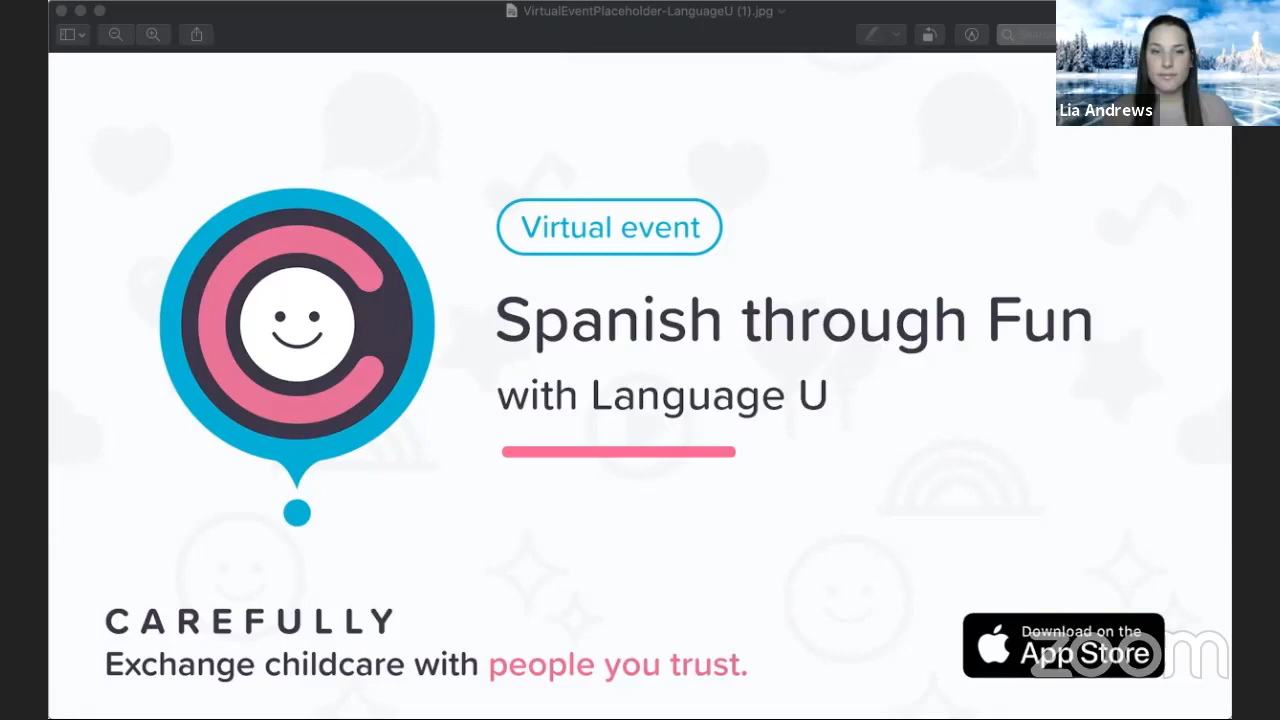 VirtualEventPlaceholder-LanguageU (1).jpg
Lia Andrews
Virtual event
Spanish through Fun
with Language U
CAREFULLY
Exchange childcare with people you trust.
Download on the
App Store
zoom